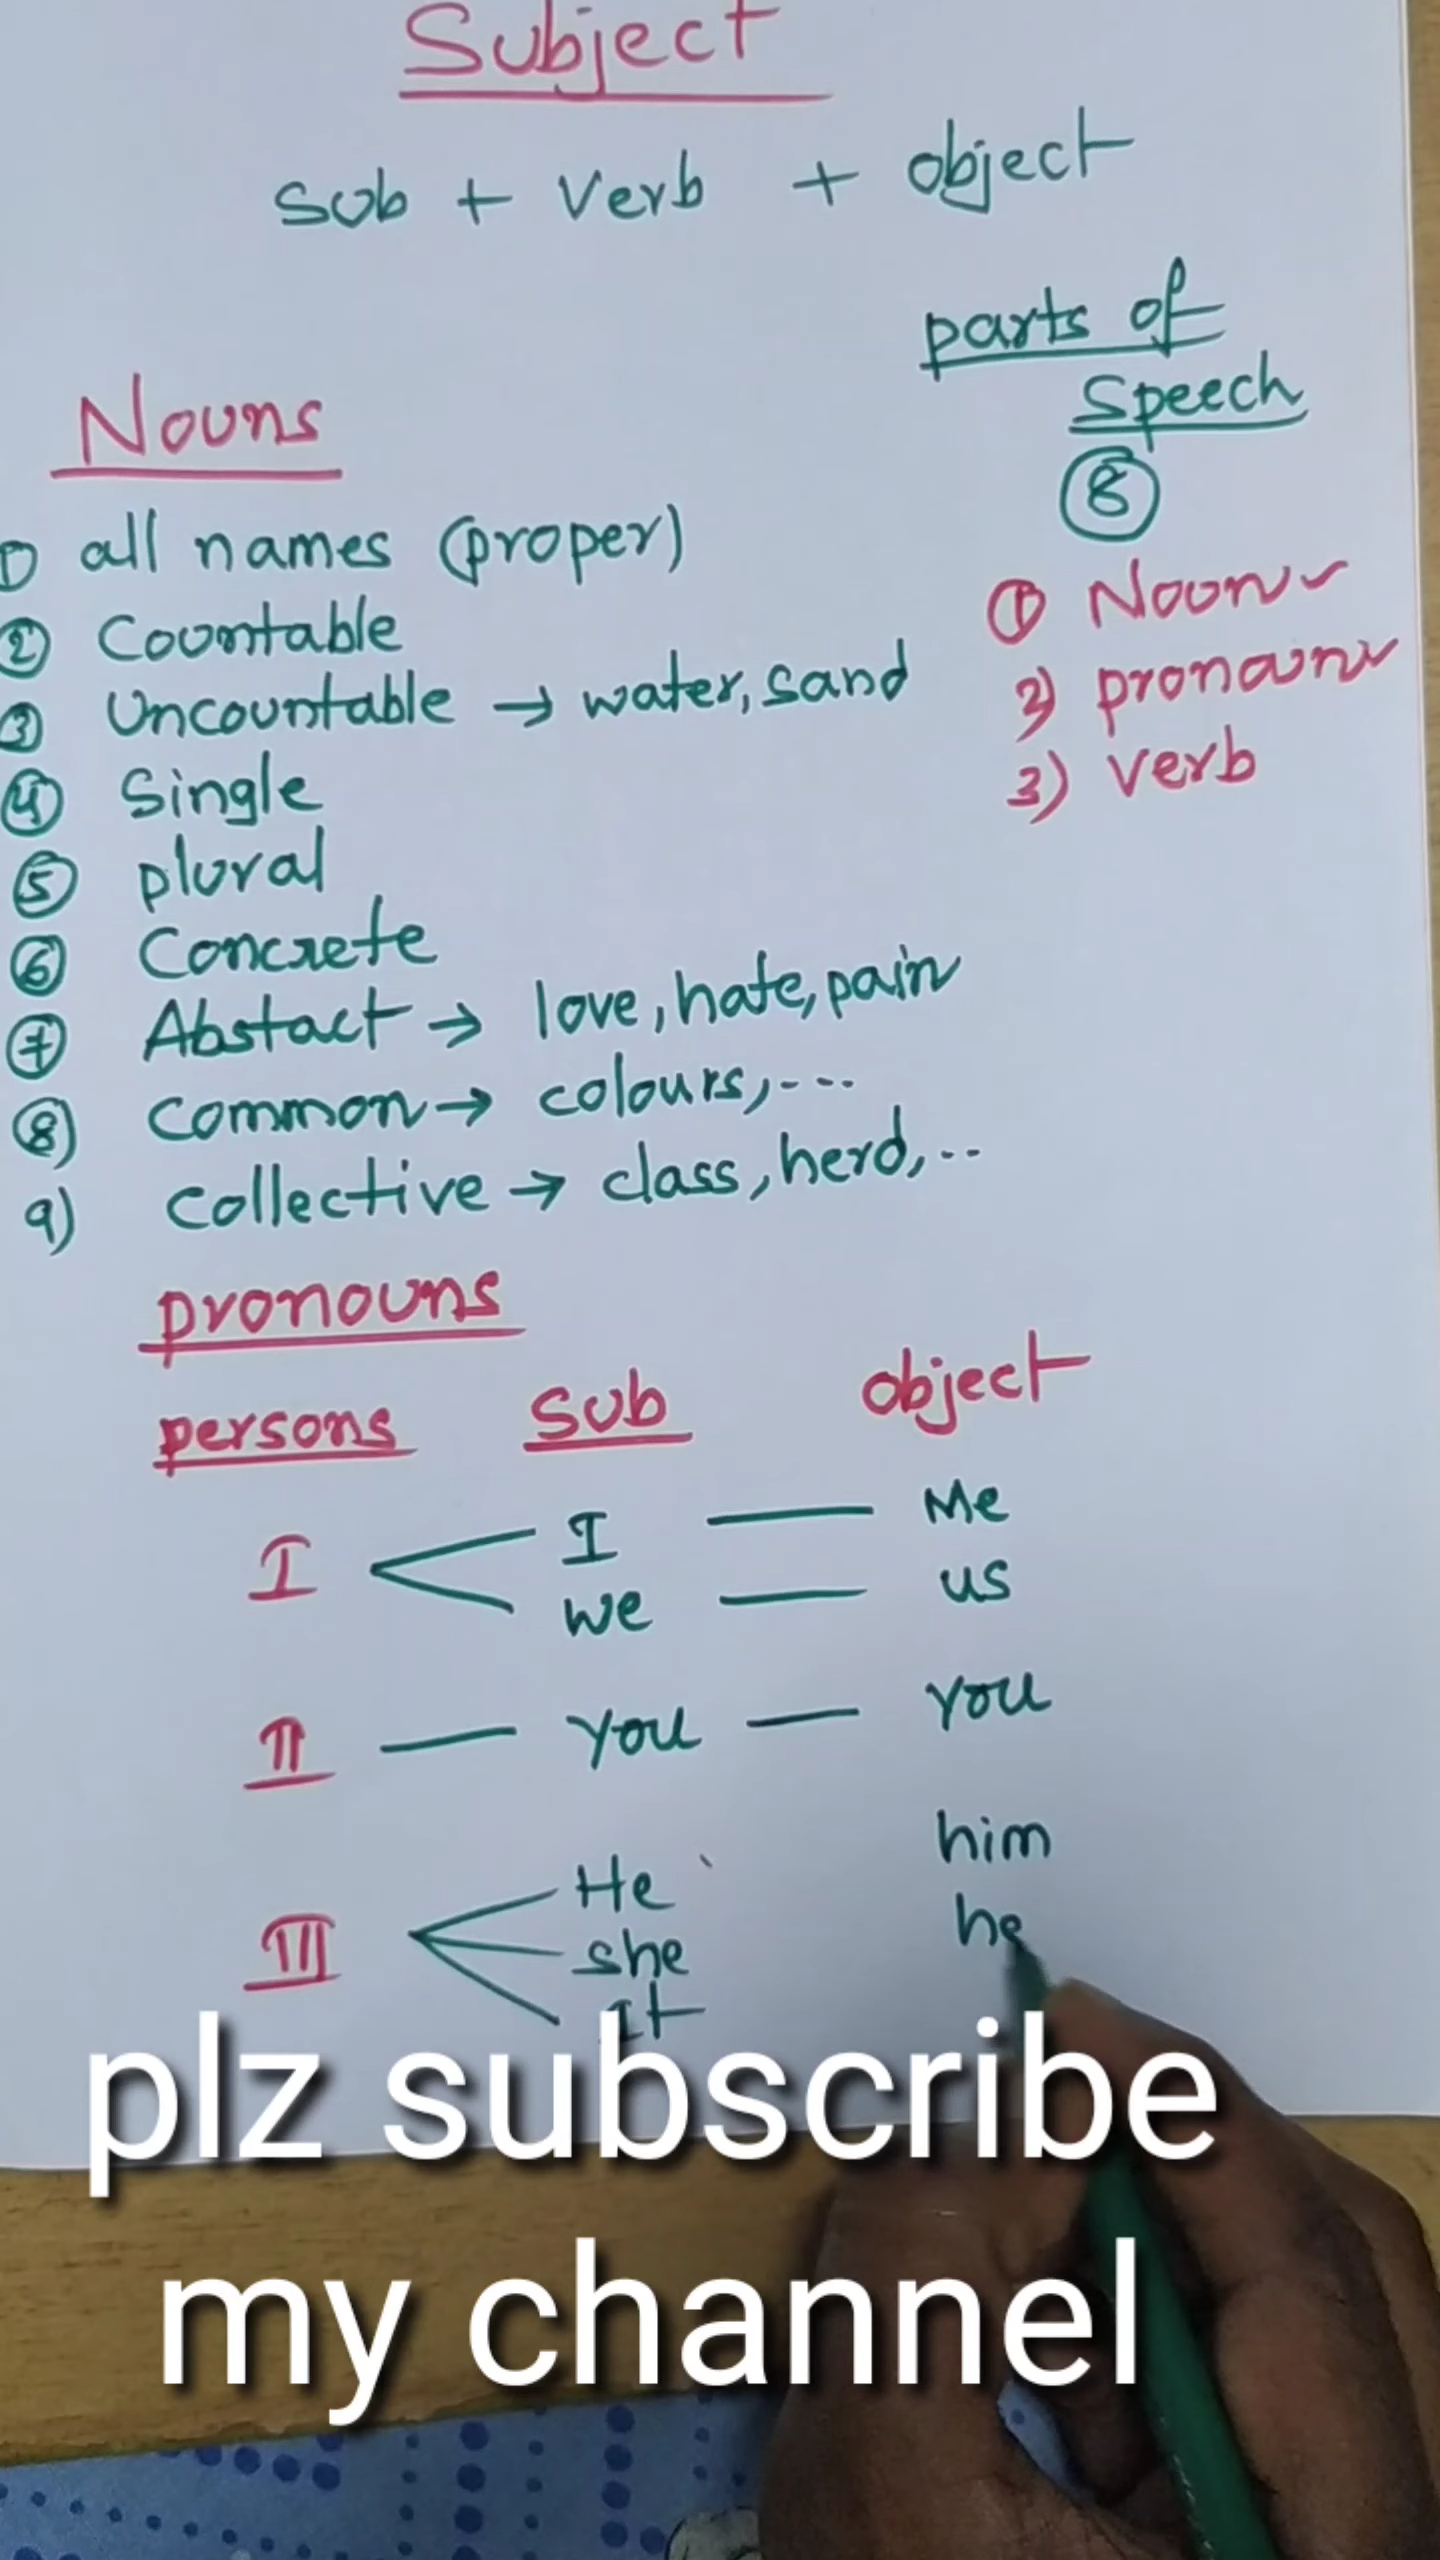 Subject
Sub + Verb + object
parts of
Speech
8
① Noun
2) pronoun
3) verb
Nouns
① all names (proper)
② Countable
③ Uncountable → water, sand
④ Single
⑤ plural
⑥ Concrete
⑦ Abstact → love, hate, pain
⑧ Common → colours, ----
9) Collective → class, herd, --
pronouns
persons Sub object
I I — Me
we — us
II — You — You
III He him
she he
It
plz subscribe
my channel